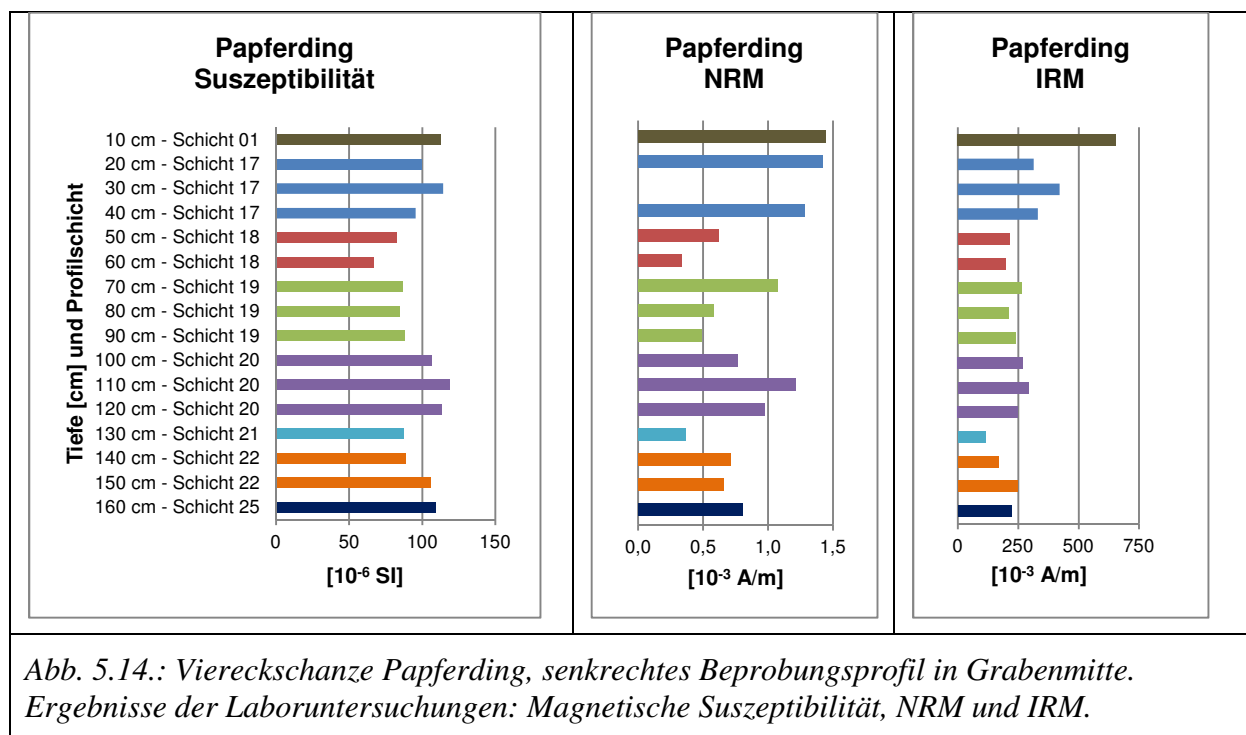 Papferding
Suszeptibilität
Tiefe [cm] und Profilschicht
10 cm - Schicht 01
20 cm - Schicht 17
30 cm - Schicht 17
40 cm - Schicht 17
50 cm - Schicht 18
60 cm - Schicht 18
70 cm - Schicht 19
80 cm - Schicht 19
90 cm - Schicht 19
100 cm - Schicht 20
110 cm - Schicht 20
120 cm - Schicht 20
130 cm - Schicht 21
140 cm - Schicht 22
150 cm - Schicht 22
160 cm - Schicht 25
0 50 100 150
[10⁻⁶ SI]
Papferding
NRM
0,0 0,5 1,0 1,5
[10⁻³ A/m]
Papferding
IRM
0 250 500 750
[10⁻³ A/m]
Abb. 5.14.: Viereckschanze Papferding, senkrechtes Beprobungsprofil in Grabenmitte.
Ergebnisse der Laboruntersuchungen: Magnetische Suszeptibilität, NRM und IRM.